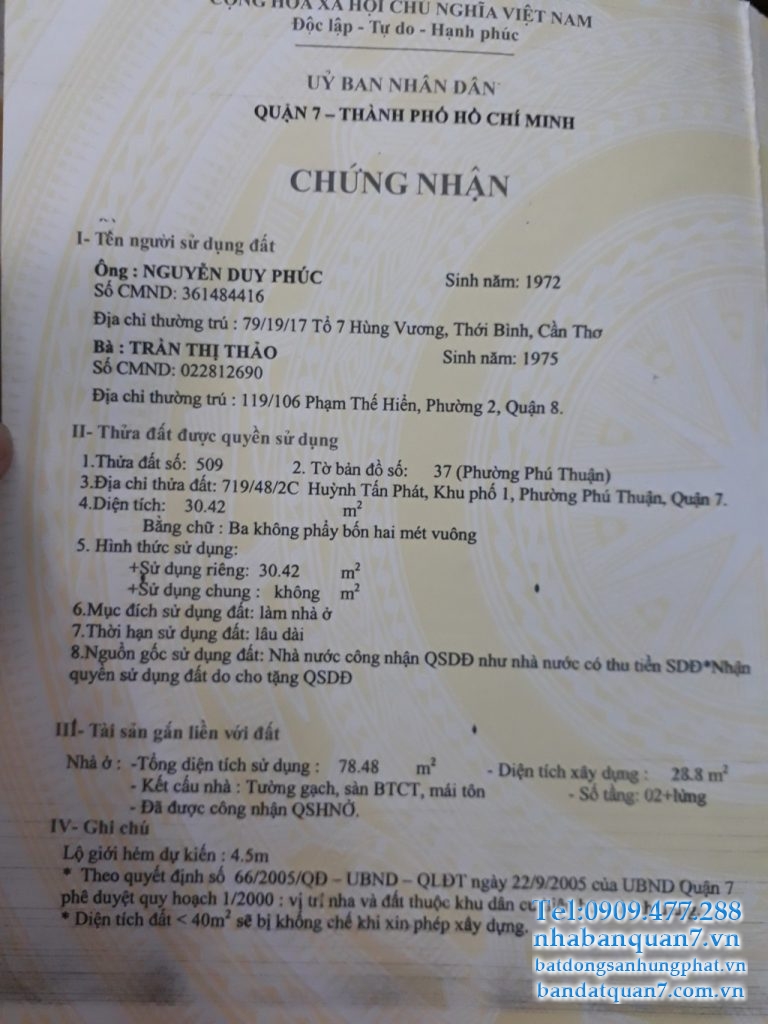 CỘNG HÒA XÃ HỘI CHỦ NGHĨA VIỆT NAM
Độc lập - Tự do - Hạnh phúc
UỶ BAN NHÂN DÂN
QUẬN 7 – THÀNH PHỐ HỒ CHÍ MINH
CHỨNG NHẬN
I- Tên người sử dụng đất
Ông : NGUYỄN DUY PHÚC Sinh năm: 1972
Số CMND: 361484416
Địa chỉ thường trú : 79/19/17 Tổ 7 Hùng Vương, Thới Bình, Cần Thơ
Bà : TRẦN THỊ THẢO Sinh năm: 1975
Số CMND: 022812690
Địa chỉ thường trú : 119/106 Phạm Thế Hiển, Phường 2, Quận 8.
II- Thửa đất được quyền sử dụng
1.Thửa đất số: 509 2. Tờ bản đồ số: 37 (Phường Phú Thuận)
3.Địa chỉ thửa đất: 719/48/2C Huỳnh Tấn Phát, Khu phố 1, Phường Phú Thuận, Quận 7.
4.Diện tích: 30.42 m²
Bằng chữ : Ba không phẩy bốn hai mét vuông
5. Hình thức sử dụng:
+Sử dụng riêng: 30.42 m²
+Sử dụng chung : không m²
6.Mục đích sử dụng đất: làm nhà ở
7.Thời hạn sử dụng đất: lâu dài
8.Nguồn gốc sử dụng đất: Nhà nước công nhận QSDĐ như nhà nước có thu tiền SDĐ*Nhận
quyền sử dụng đất do cho tặng QSDĐ
III- Tài sản gắn liền với đất
Nhà ở : -Tổng diện tích sử dụng : 78.48 m² - Diện tích xây dựng : 28.8 m²
- Kết cấu nhà : Tường gạch, sàn BTCT, mái tôn - Số tầng: 02+lửng
- Đã được công nhận QSHNỞ.
IV- Ghi chú
Lộ giới hẻm dự kiến : 4.5m
* Theo quyết định số 66/2005/QĐ – UBND – QLĐT ngày 22/9/2005 của UBND Quận 7
phê duyệt quy hoạch 1/2000 : vị trí nhà và đất thuộc khu dân cư
* Diện tích đất < 40m² sẽ bị khống chế khi xin phép xây dựng.
Tel:0909.477.288
nhabanquan7.vn
batdongsanhungphat.vn
bandatquan7.com.vn